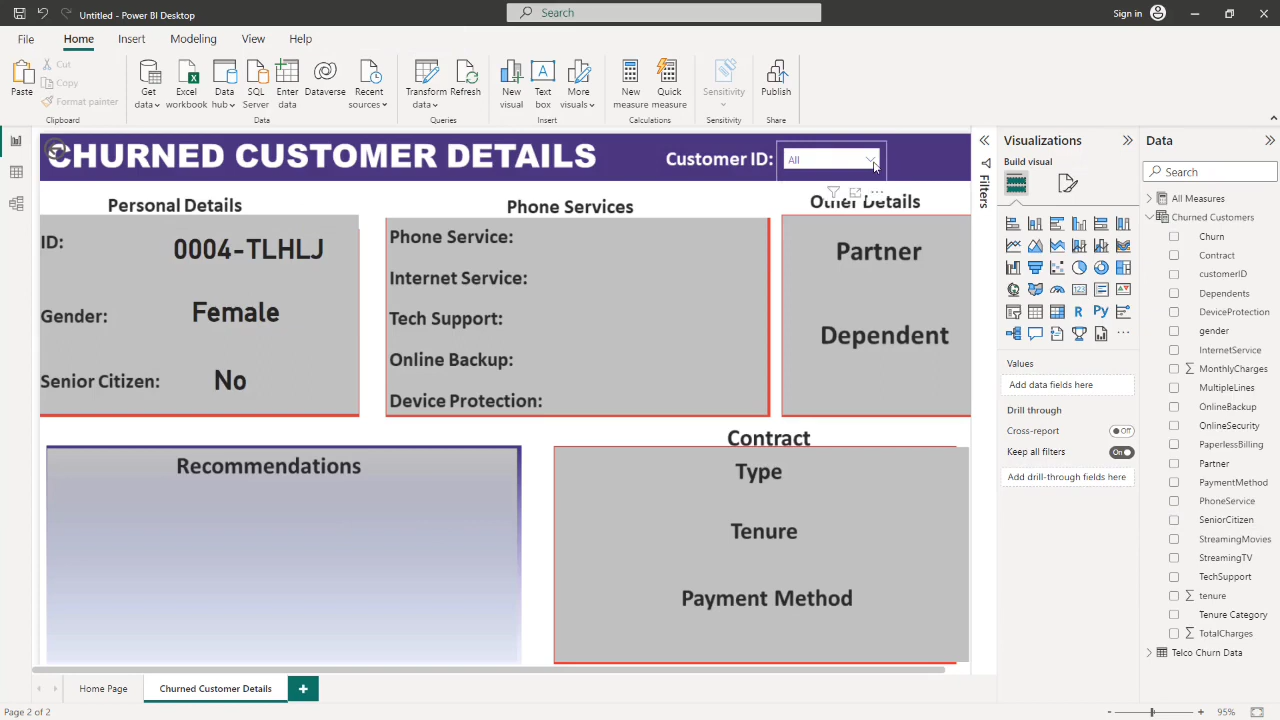 Untitled - Power BI Desktop
Search
Sign in
File
Home
Insert
Modeling
View
Help
Paste
Cut
Copy
Format painter
Clipboard
Get data
Excel workbook
Data hub
SQL Server
Enter data
Dataverse
Recent sources
Data
Transform data
Refresh
Queries
New visual
Text box
More visuals
Insert
New measure
Quick measure
Calculations
Sensitivity
Sensitivity
Publish
Share
CHURNED CUSTOMER DETAILS
Customer ID:
All
Personal Details
ID:
0004-TLHLJ
Gender:
Female
Senior Citizen:
No
Phone Services
Phone Service:
Internet Service:
Tech Support:
Online Backup:
Device Protection:
Other Details
Partner
Dependent
Recommendations
Contract
Type
Tenure
Payment Method
Filters
Visualizations
Build visual
R
Py
123
Values
Add data fields here
Drill through
Cross-report
Off
Keep all filters
On
Add drill-through fields here
Data
Search
All Measures
Churned Customers
Churn
Contract
customerID
Dependents
DeviceProtection
gender
InternetService
MonthlyCharges
MultipleLines
OnlineBackup
OnlineSecurity
PaperlessBilling
Partner
PaymentMethod
PhoneService
SeniorCitizen
StreamingMovies
StreamingTV
TechSupport
tenure
Tenure Category
TotalCharges
Telco Churn Data
Home Page
Churned Customer Details
Page 2 of 2
95%